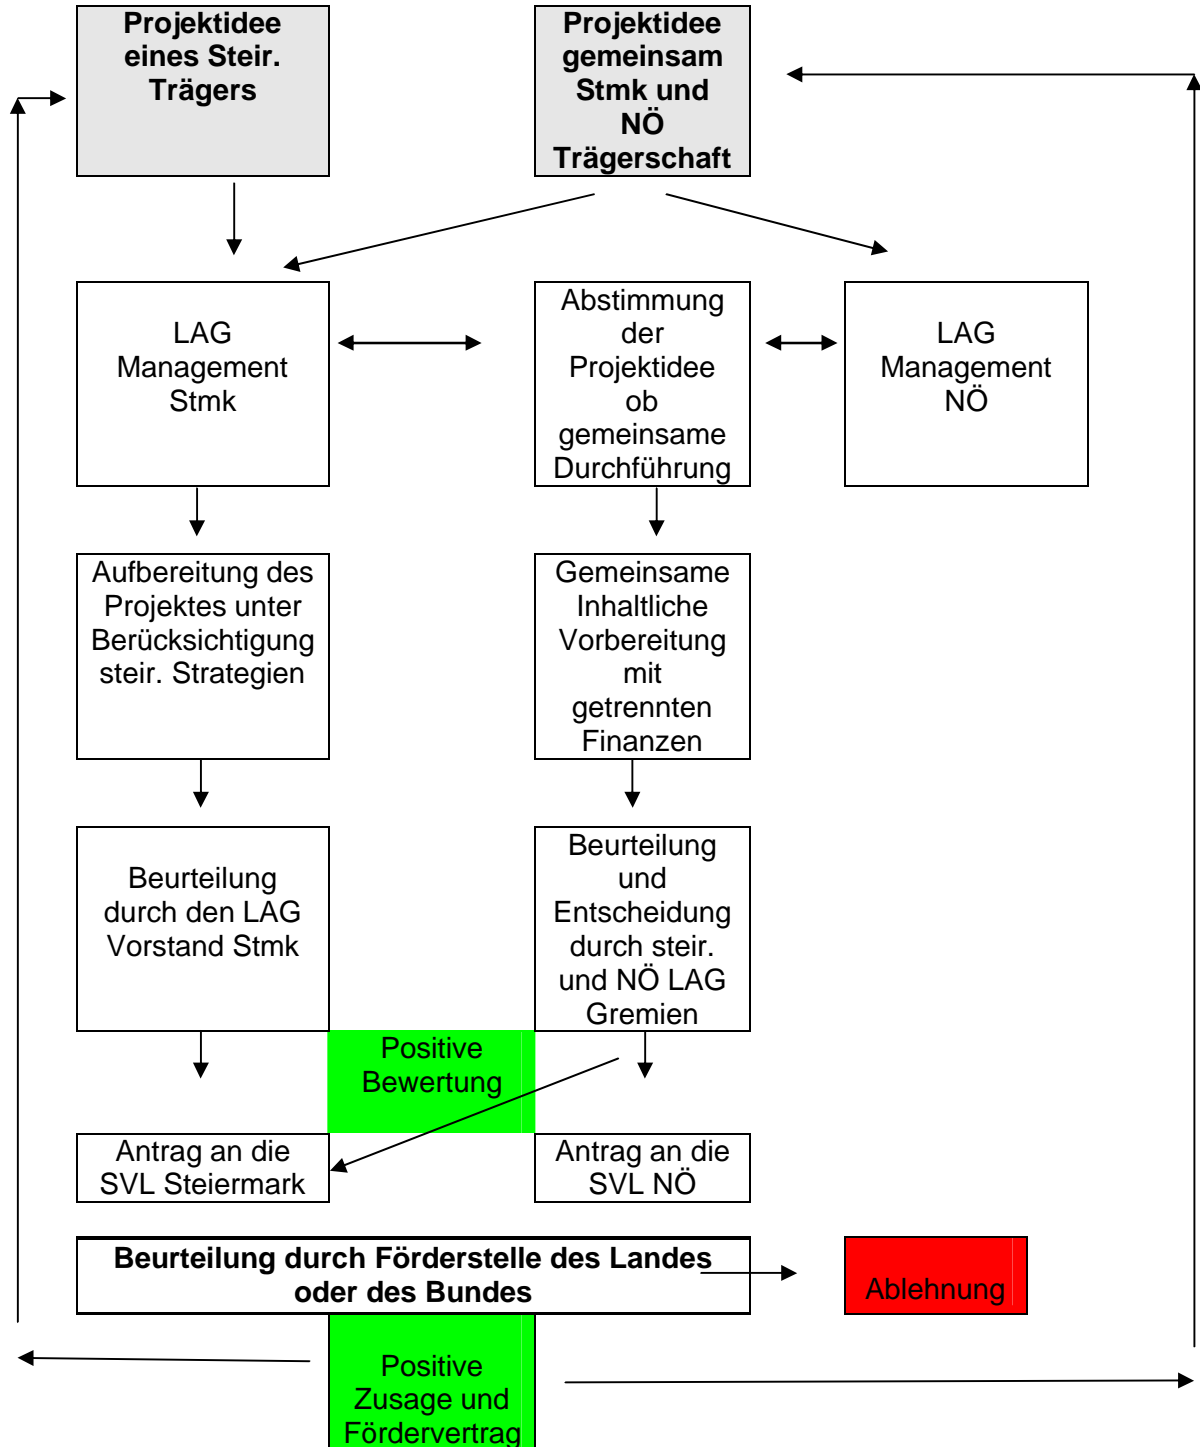 Projektidee
eines Steir.
Trägers
Projektidee
gemeinsam
Stmk und
NÖ
Trägerschaft
LAG
Management
Stmk
Abstimmung
der
Projektidee
ob
gemeinsame
Durchführung
LAG
Management
NÖ
Aufbereitung des
Projektes unter
Berücksichtigung
steir. Strategien
Gemeinsame
Inhaltliche
Vorbereitung
mit
getrennten
Finanzen
Beurteilung
durch den LAG
Vorstand Stmk
Beurteilung
und
Entscheidung
durch steir.
und NÖ LAG
Gremien
Positive
Bewertung
Antrag an die
SVL Steiermark
Antrag an die
SVL NÖ
Beurteilung durch Förderstelle des Landes
oder des Bundes
Ablehnung
Positive
Zusage und
Fördervertrag